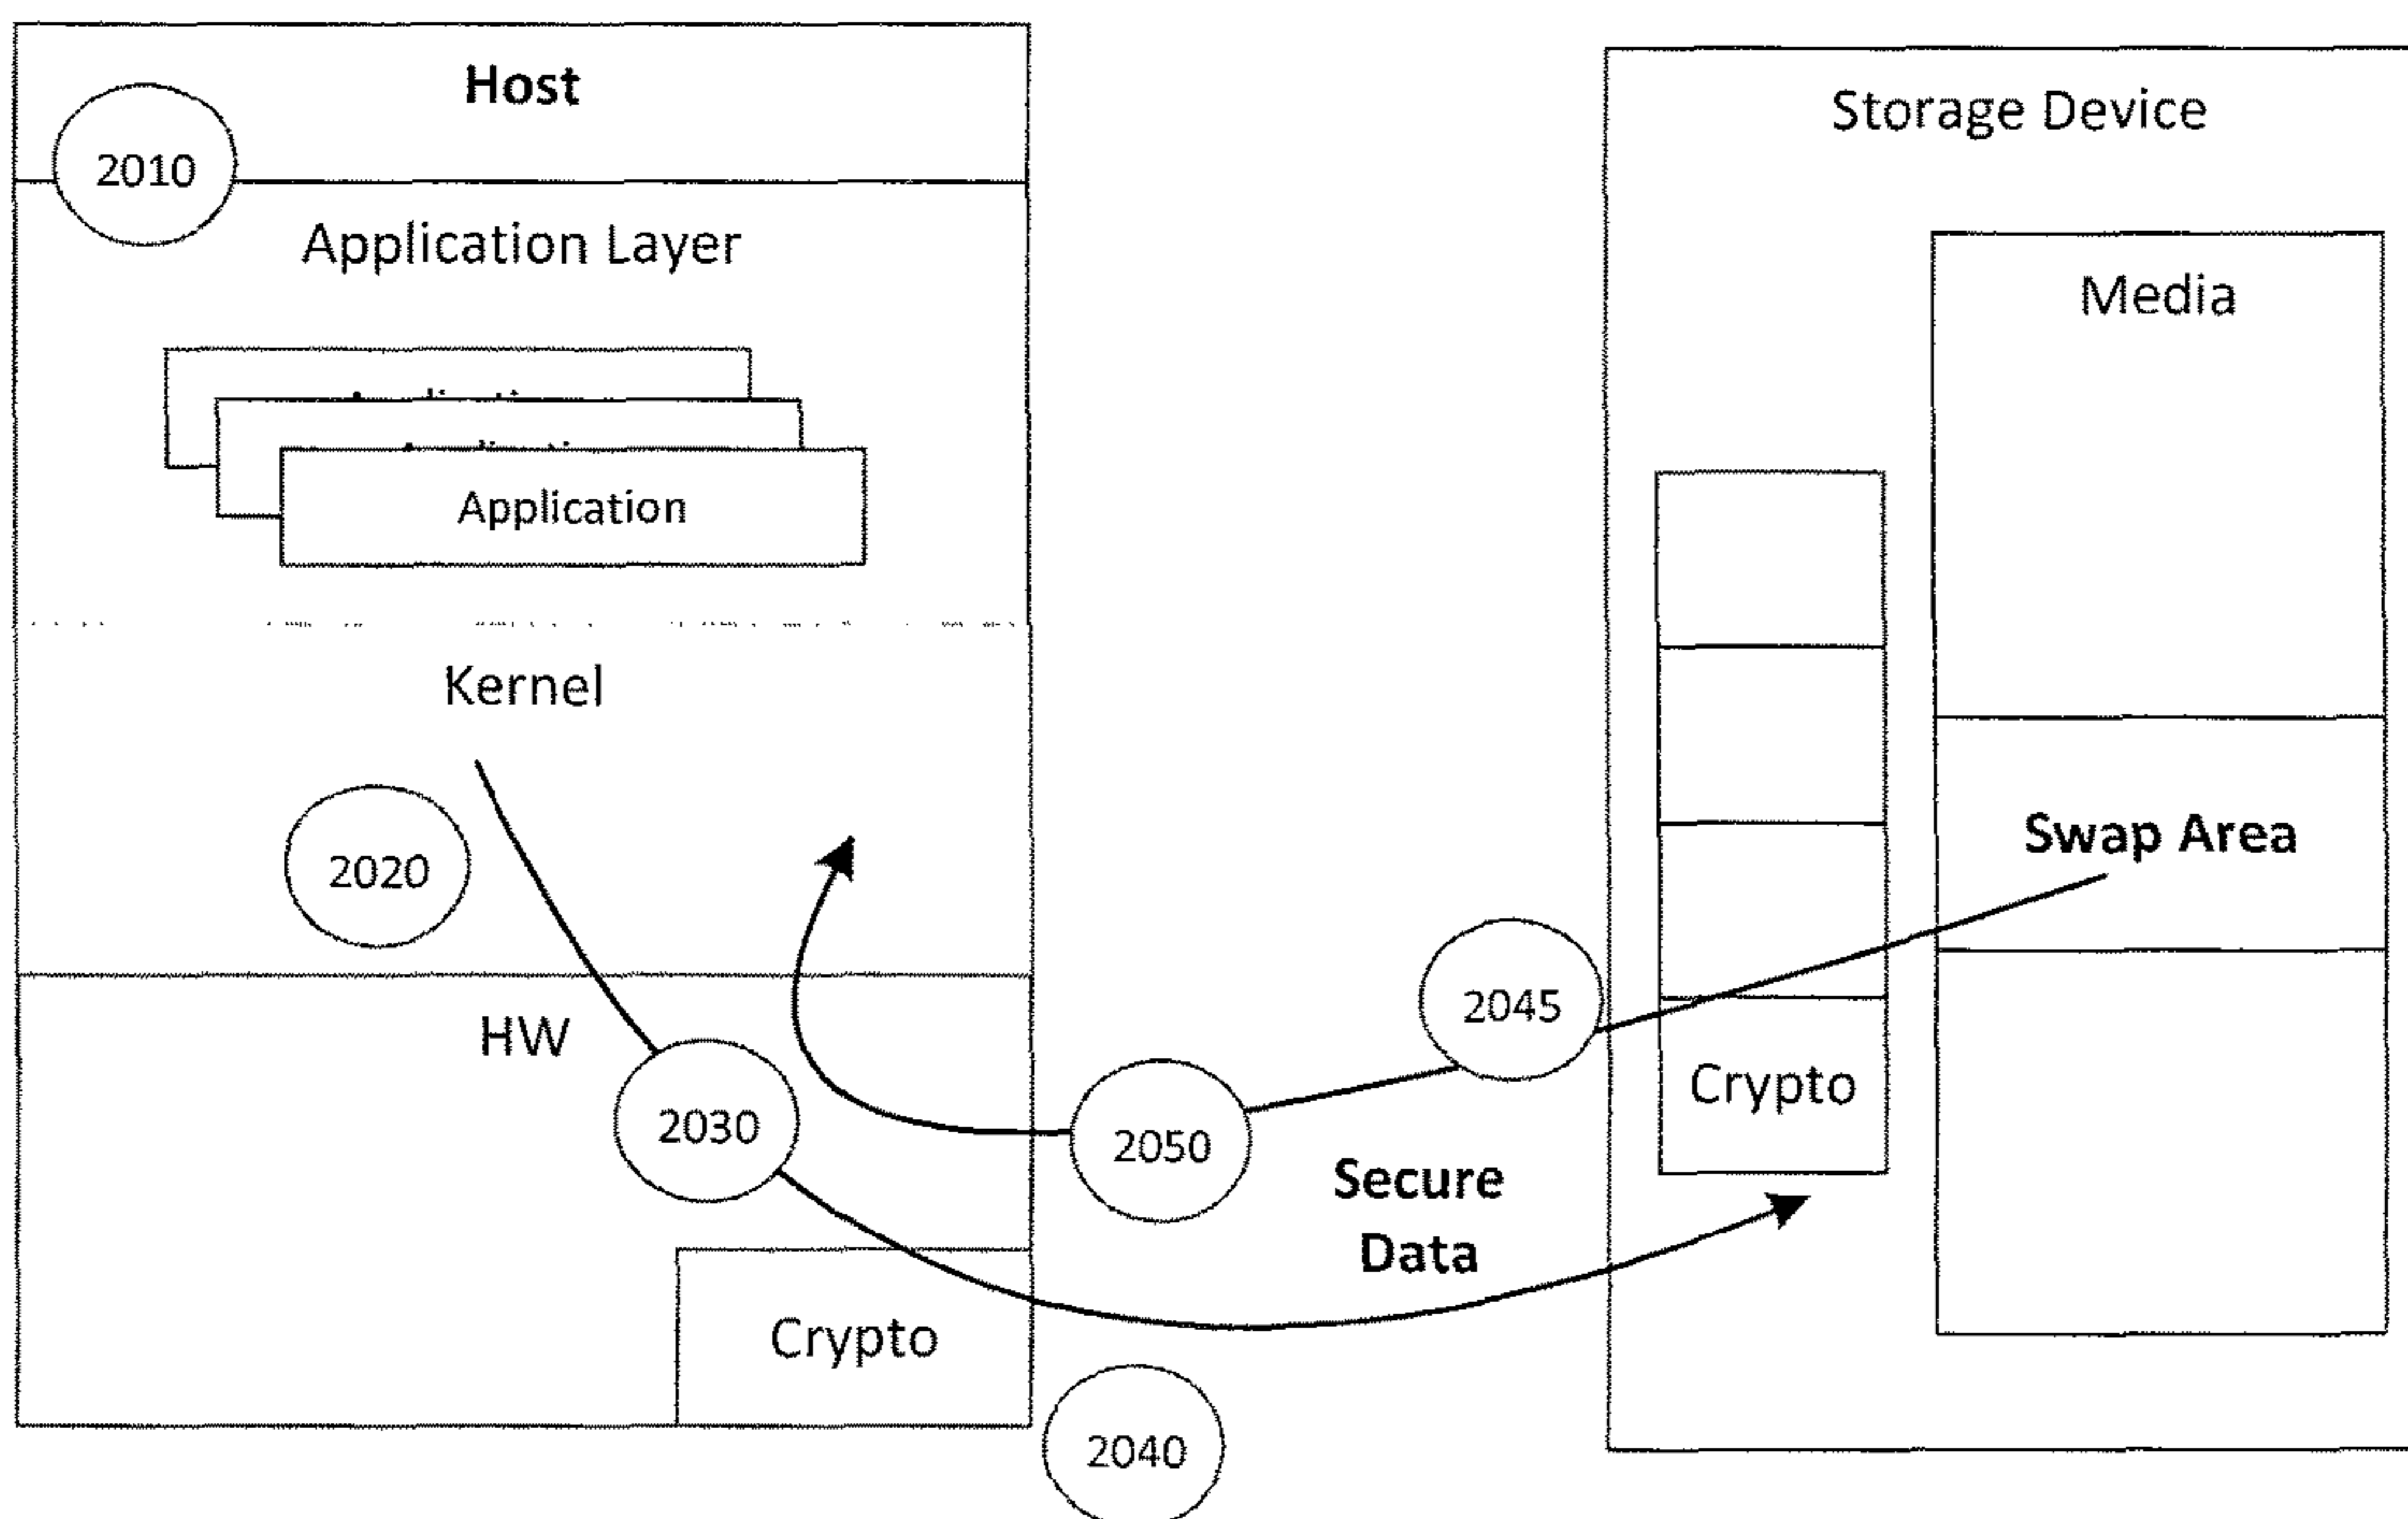 Host
2010
Application Layer
Application
Kernel
2020
HW
2030
Crypto
2040
2050
2045
Secure
Data
Storage Device
Media
Swap Area
Crypto